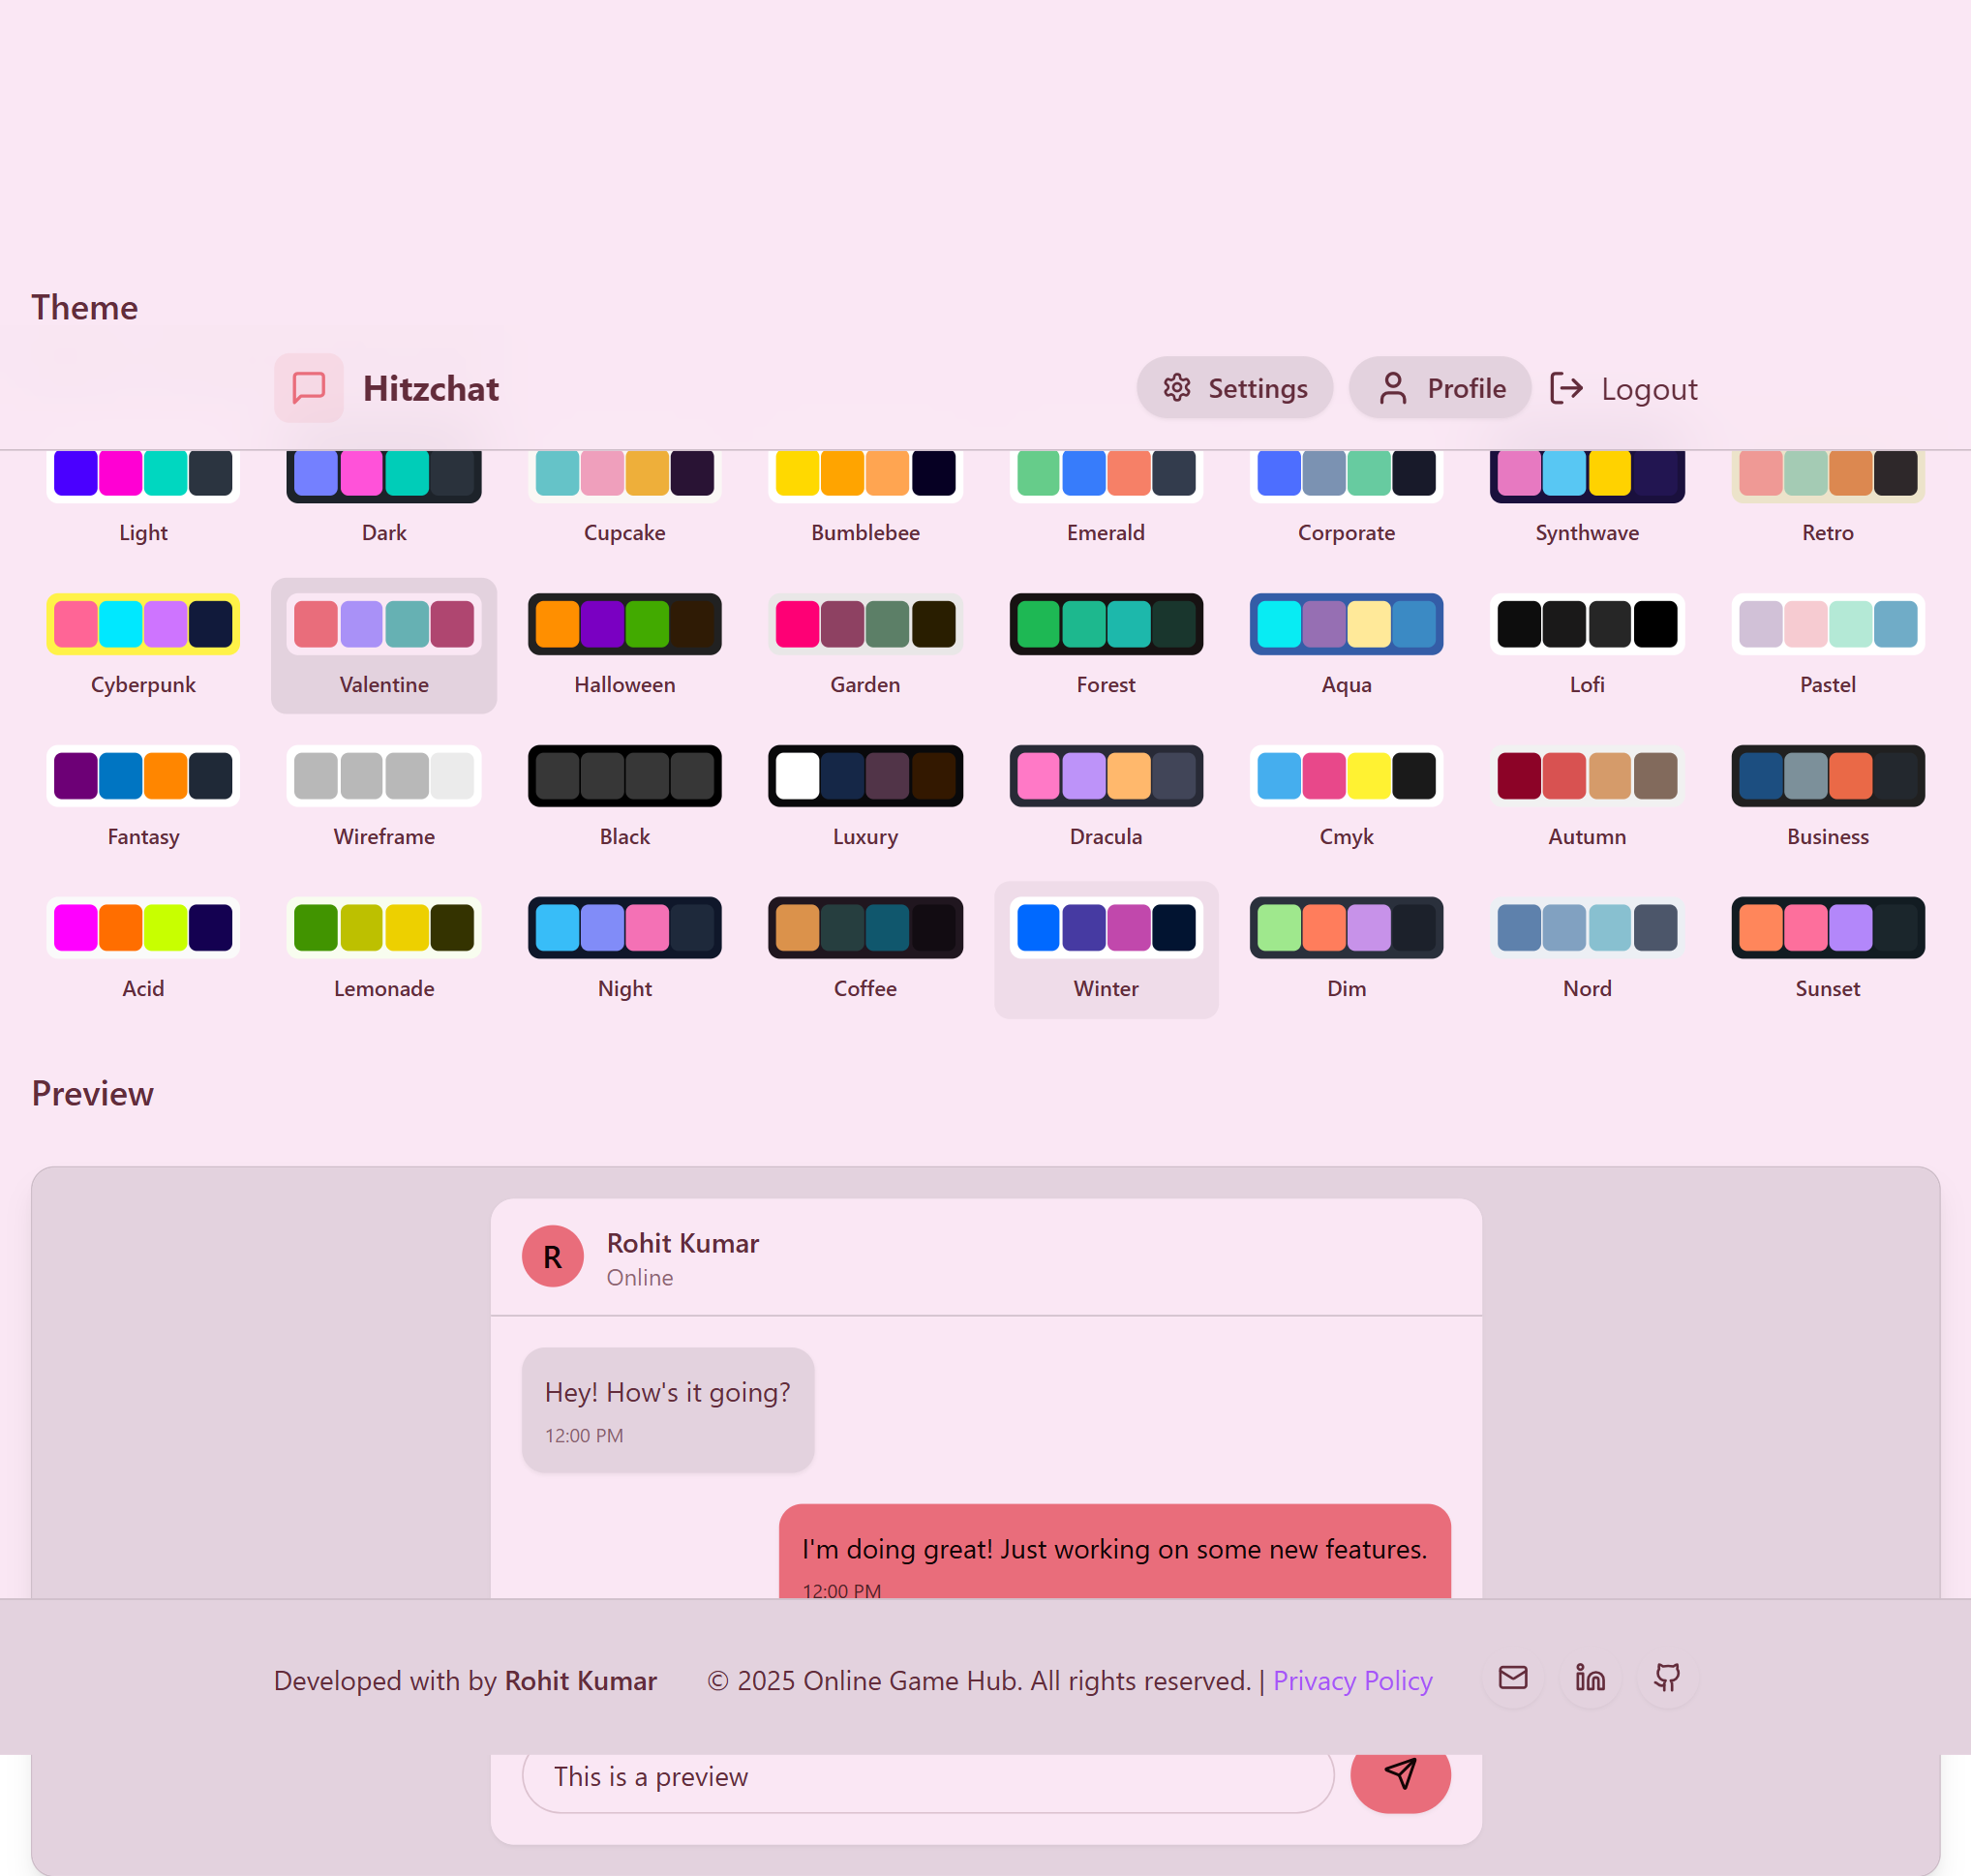 Theme
Hitzchat
Settings Profile Logout
Light Dark Cupcake Bumblebee Emerald Corporate Synthwave Retro
Cyberpunk Valentine Halloween Garden Forest Aqua Lofi Pastel
Fantasy Wireframe Black Luxury Dracula Cmyk Autumn Business
Acid Lemonade Night Coffee Winter Dim Nord Sunset
Preview
R
Rohit Kumar
Online
Hey! How's it going?
12:00 PM
I'm doing great! Just working on some new features.
12:00 PM
Developed with by Rohit Kumar © 2025 Online Game Hub. All rights reserved. | Privacy Policy
This is a preview